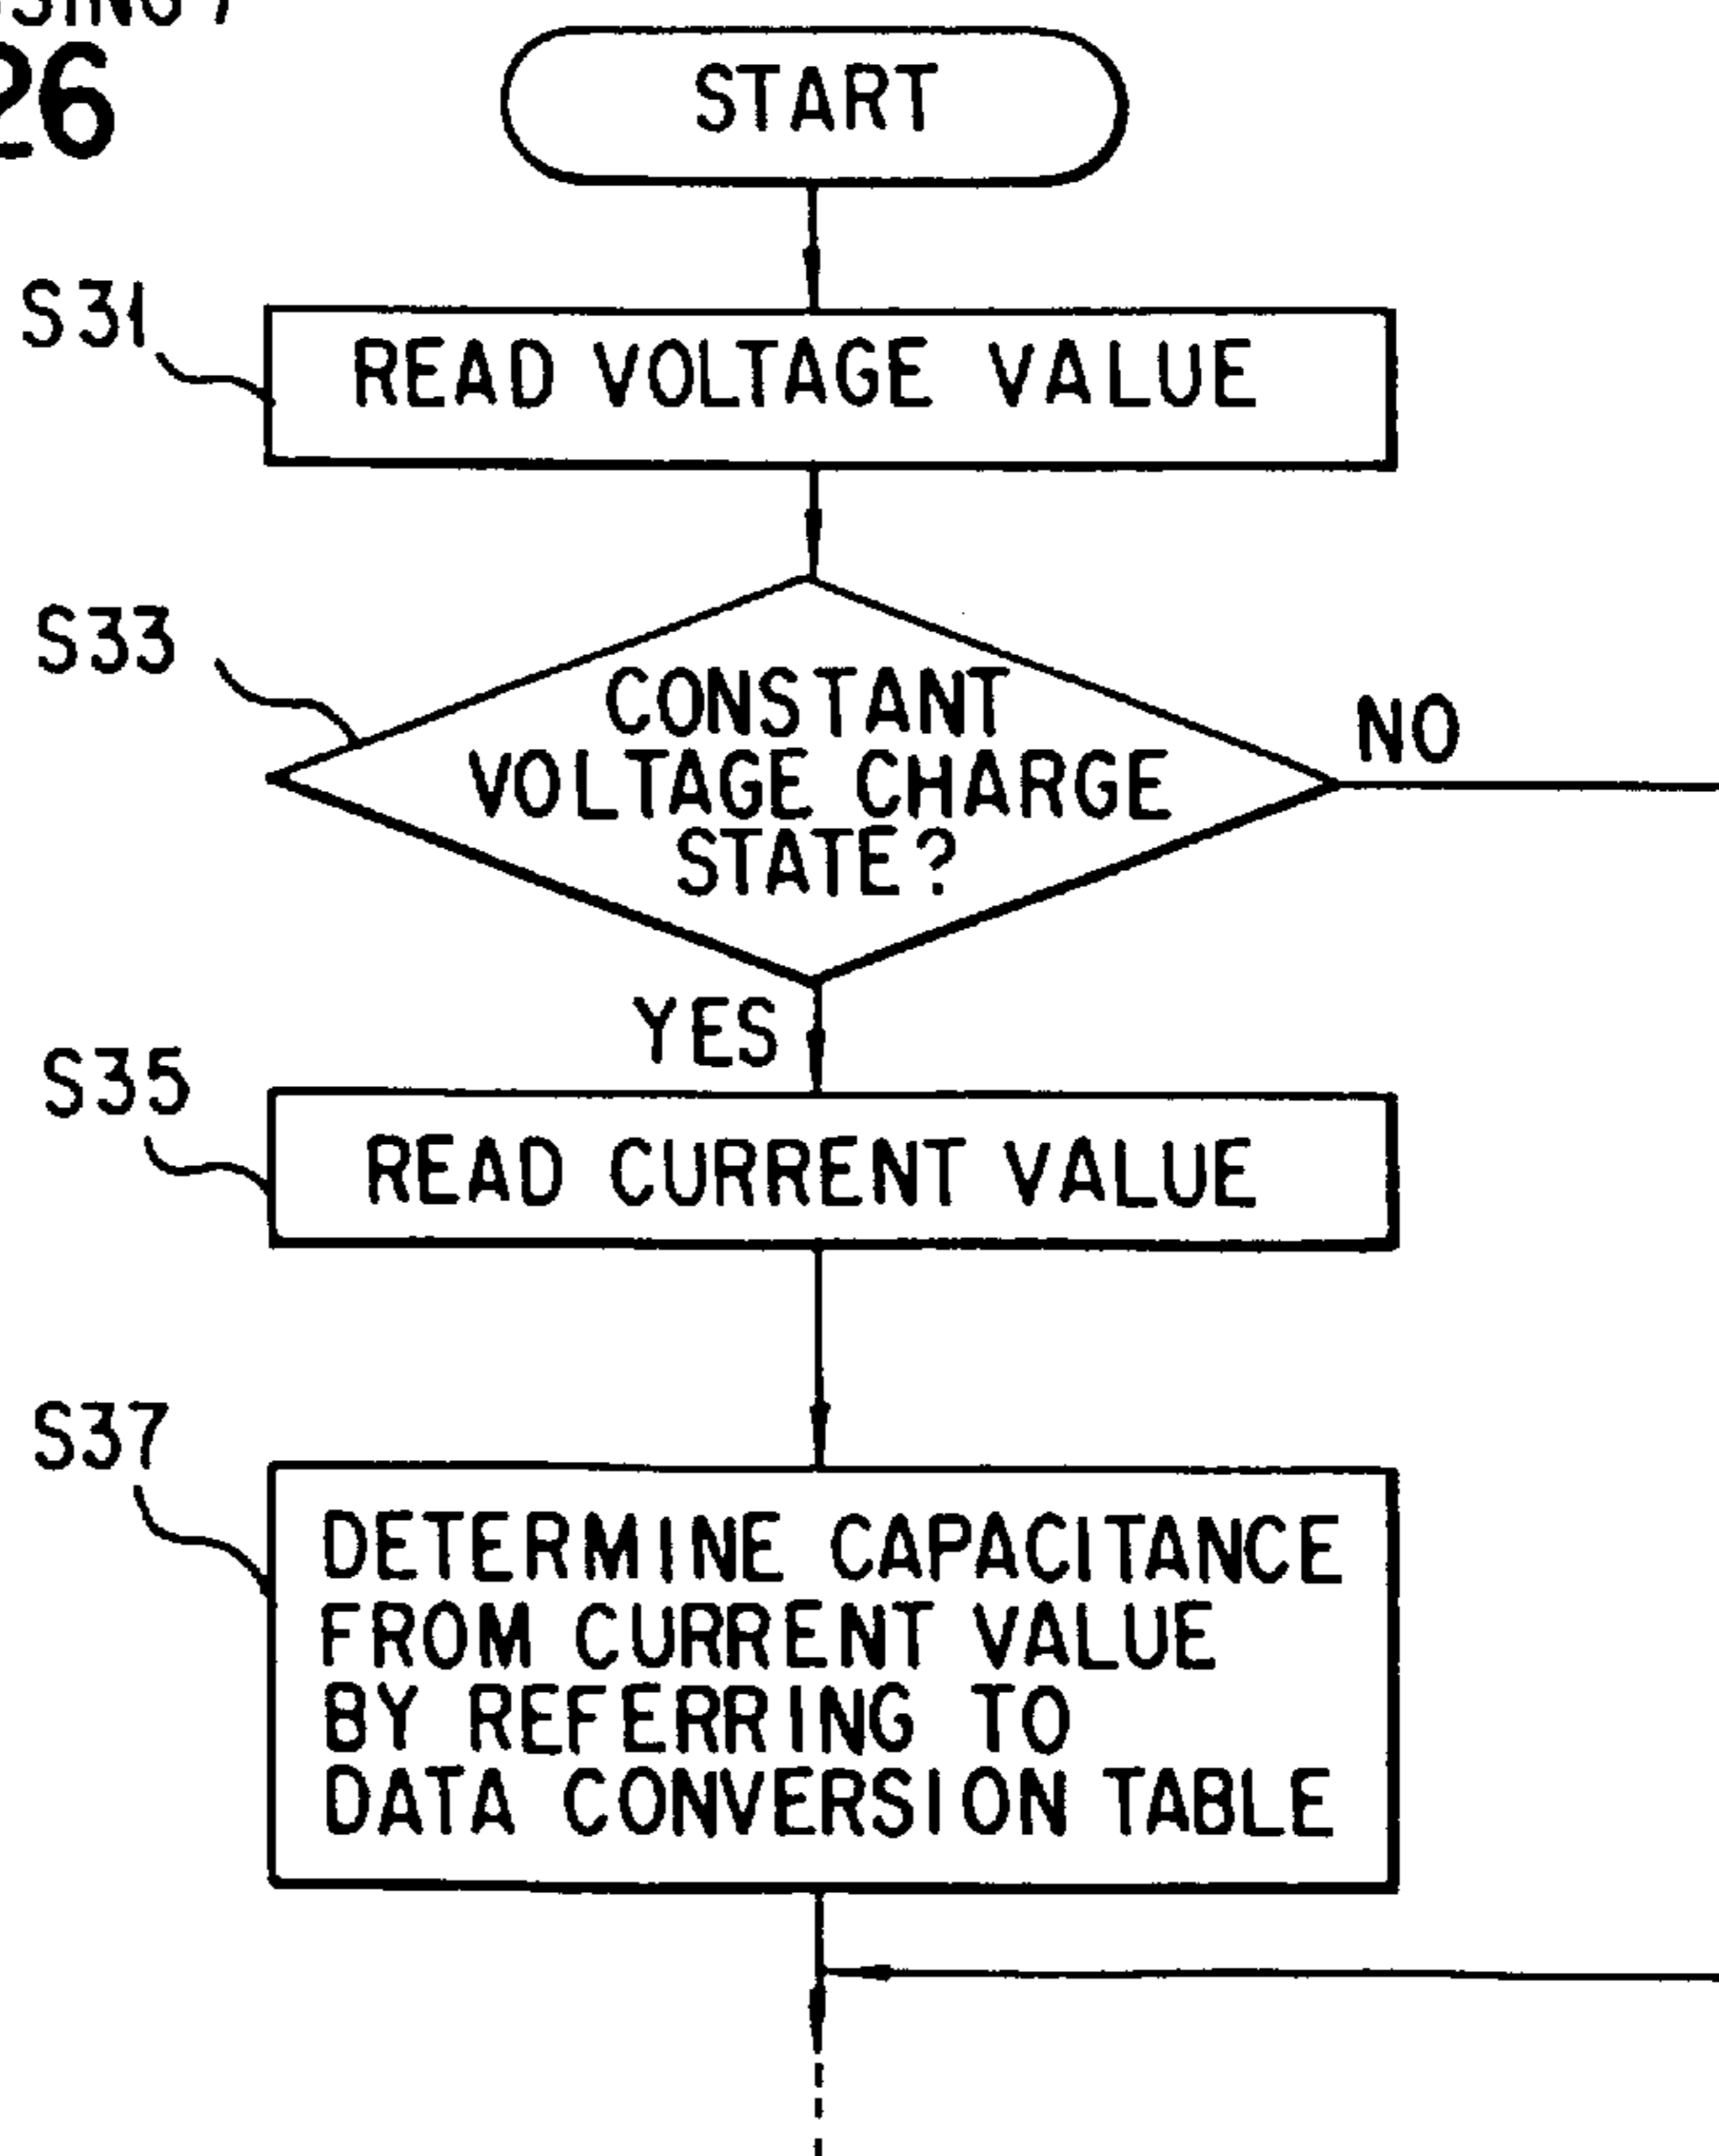 26
START
S31
READ VOLTAGE VALUE
S33
CONSTANT
VOLTAGE CHARGE
STATE?
NO
YES
S35
READ CURRENT VALUE
S37
DETERMINE CAPACITANCE
FROM CURRENT VALUE
BY REFERRING TO
DATA CONVERSION TABLE